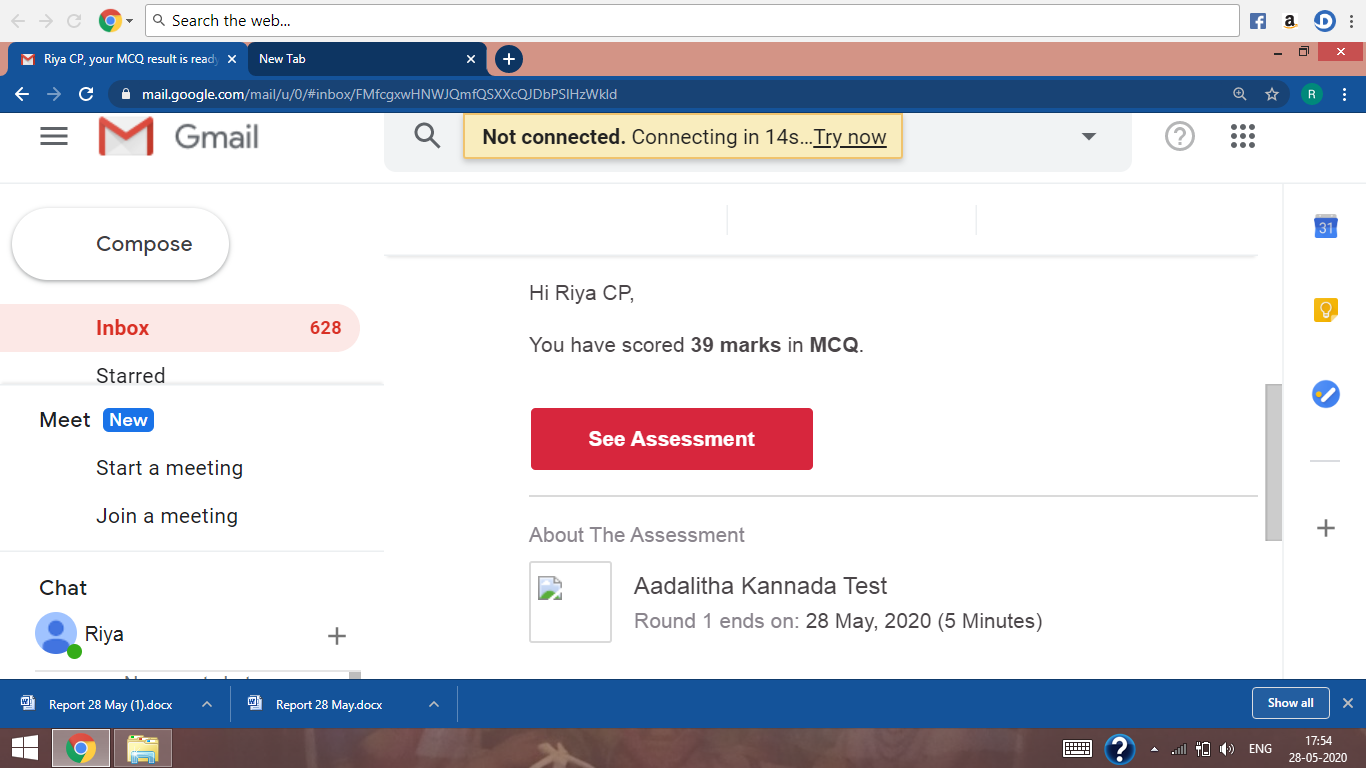 Search the web...
Riya CP, your MCQ result is ready
New Tab
mail.google.com/mail/u/0/#inbox/FMfcgxwHNWJQmfQSXXcQJDbPSIHzWkld
R
Gmail
Not connected. Connecting in 14s...Try now
31
Compose
Inbox 628
Starred
Hi Riya CP,
You have scored 39 marks in MCQ.
See Assessment
Meet New
Start a meeting
Join a meeting
About The Assessment
Aadalitha Kannada Test
Round 1 ends on: 28 May, 2020 (5 Minutes)
Chat
Riya
Report 28 May (1).docx
Report 28 May.docx
Show all
ENG
17:54
28-05-2020